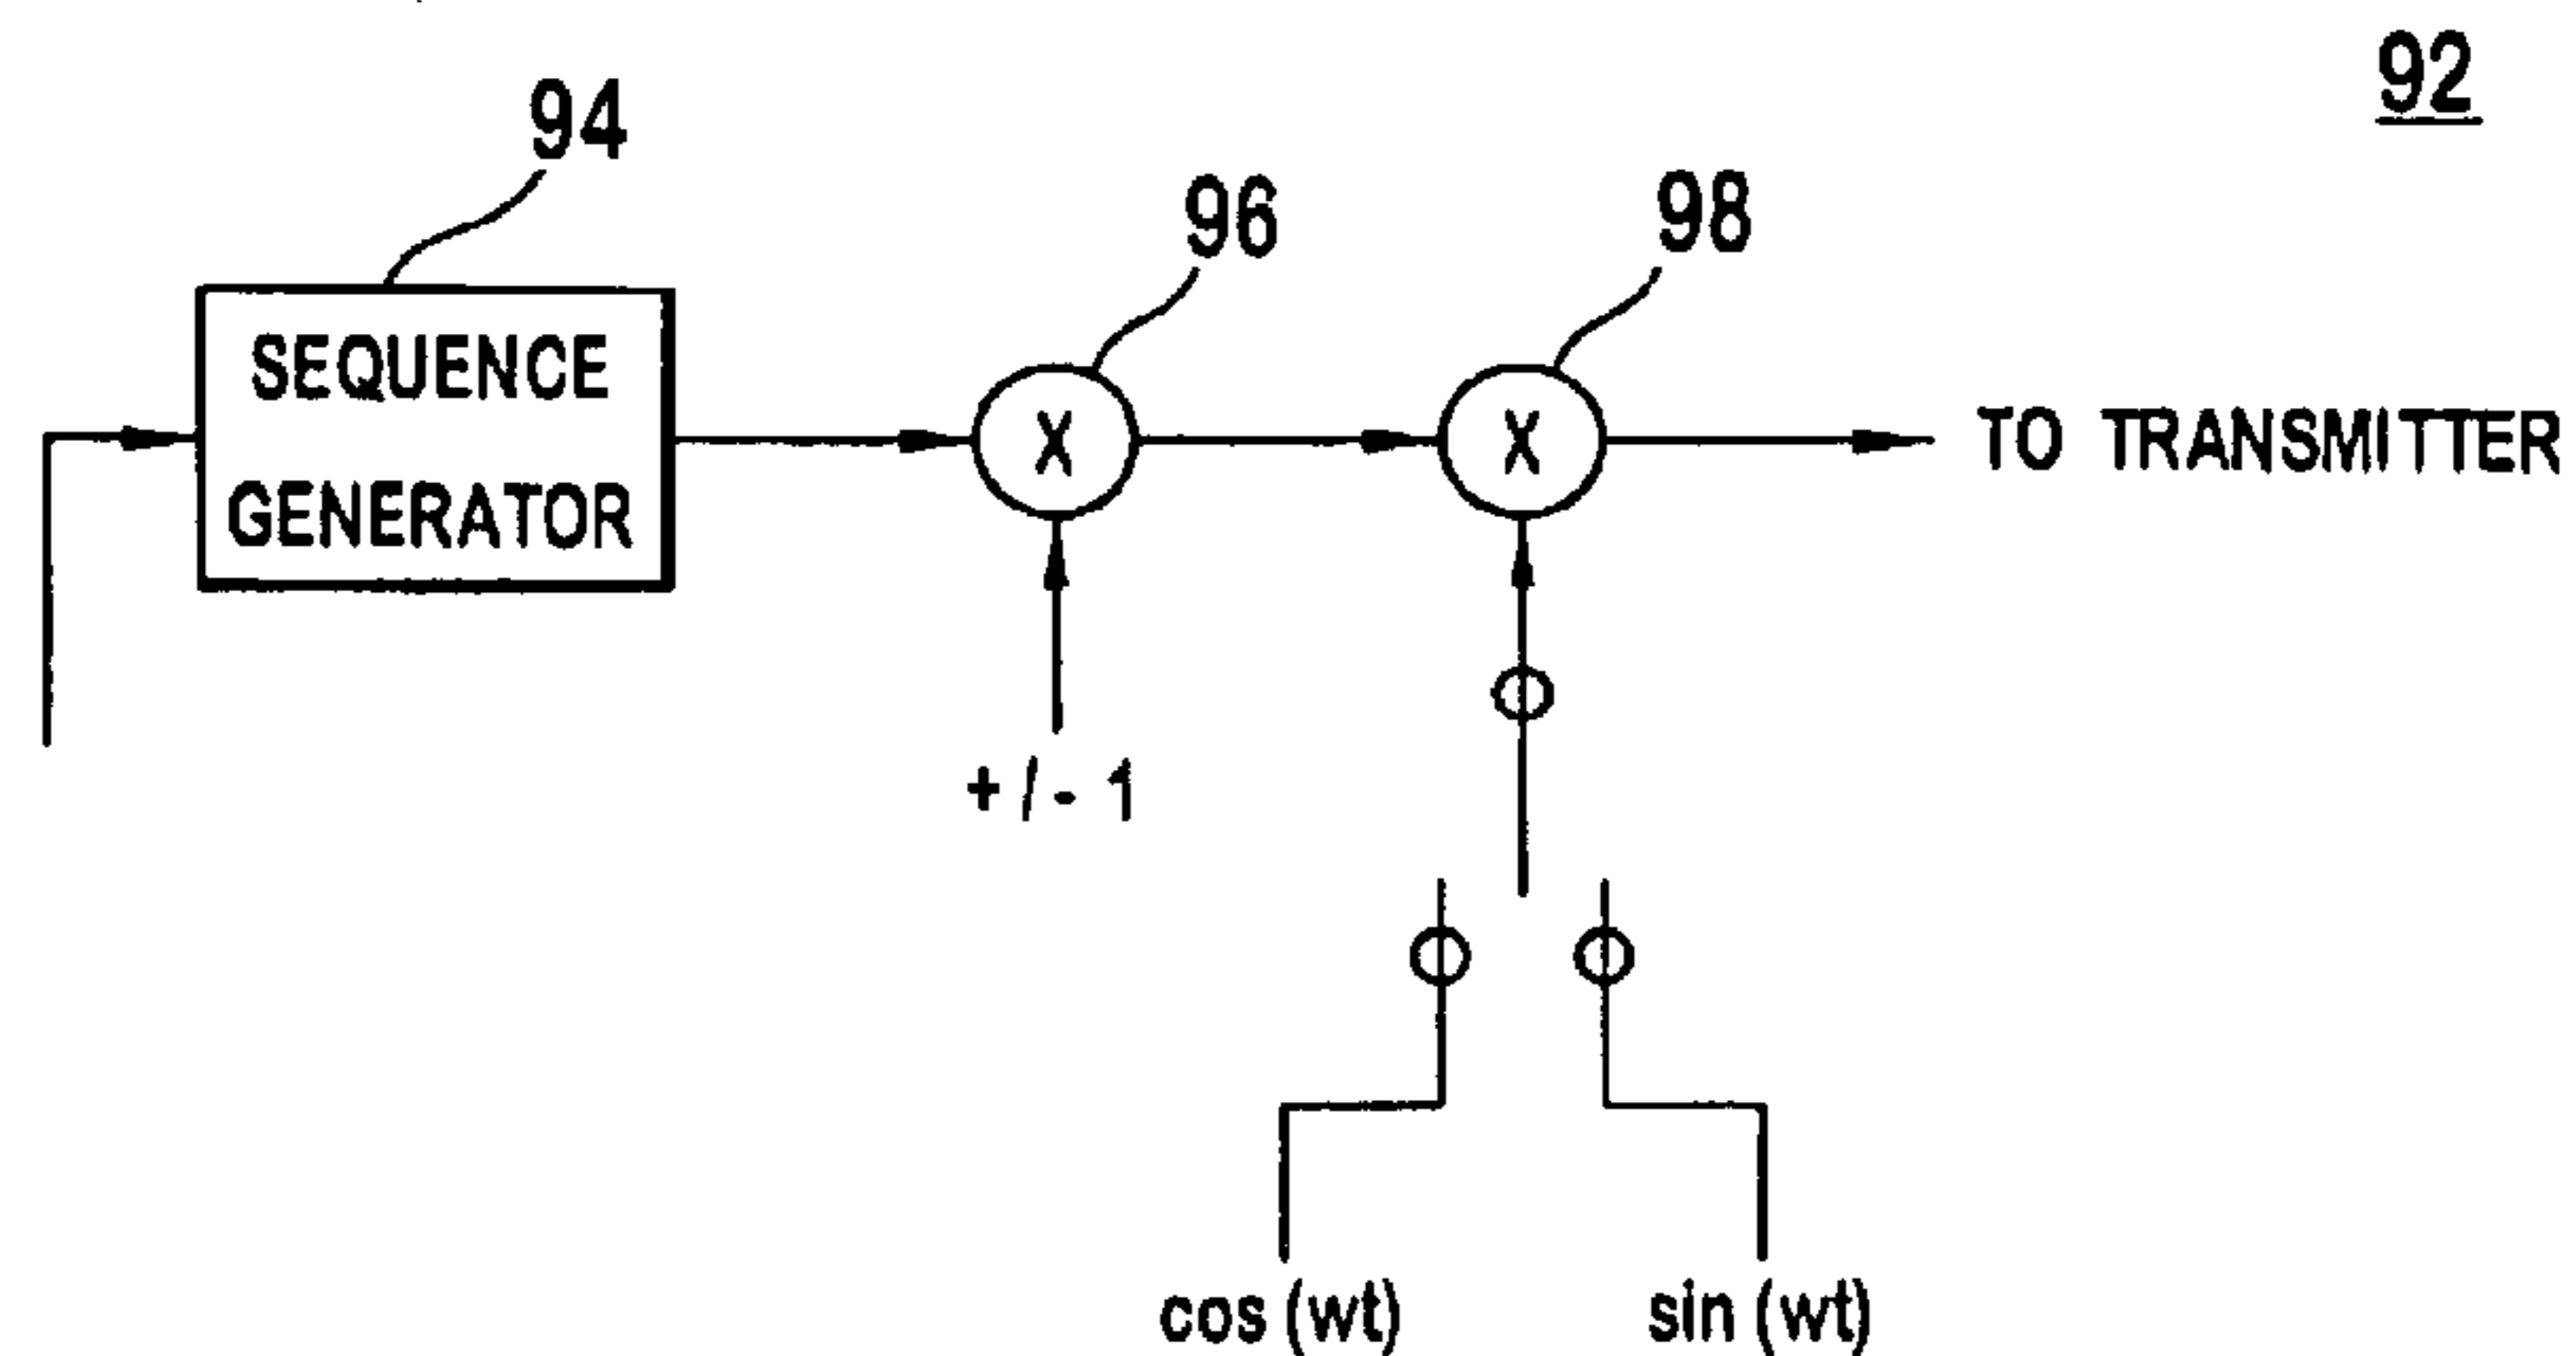 92
94
96
98
SEQUENCE
GENERATOR
X
X
TO TRANSMITTER
+/- 1
cos (wt)
sin (wt)